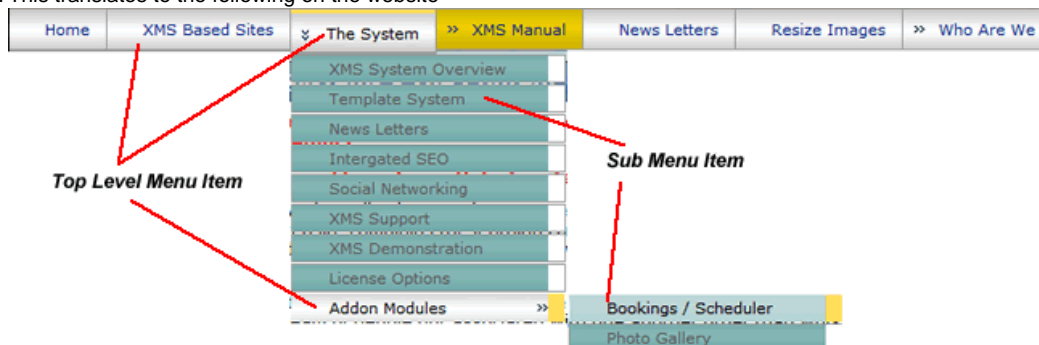 This translates to the following on the website
Home XMS Based Sites The System » XMS Manual News Letters Resize Images » Who Are We
XMS System Overview
Template System
News Letters
Intergated SEO
Sub Menu Item
Top Level Menu Item
Social Networking
XMS Support
XMS Demonstration
License Options
Addon Modules » Bookings / Scheduler
Photo Gallery